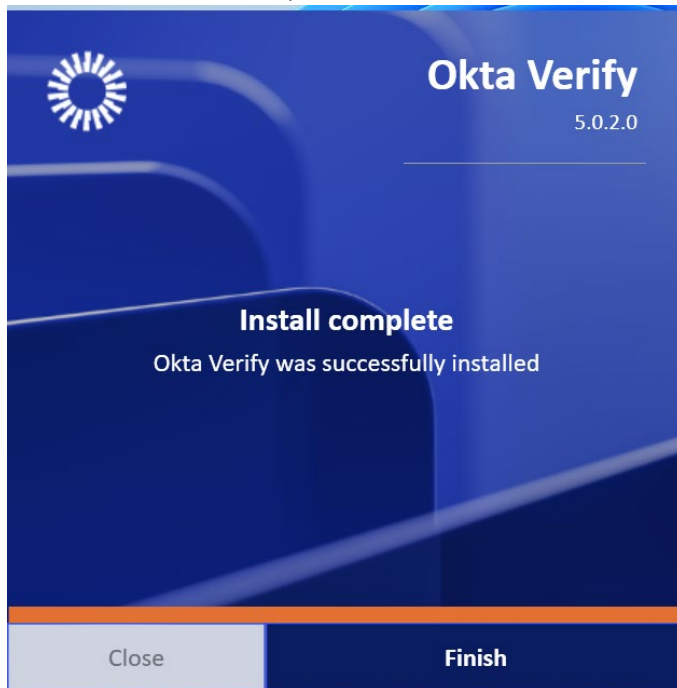 Okta Verify
5.0.2.0
Install complete
Okta Verify was successfully installed
Close
Finish